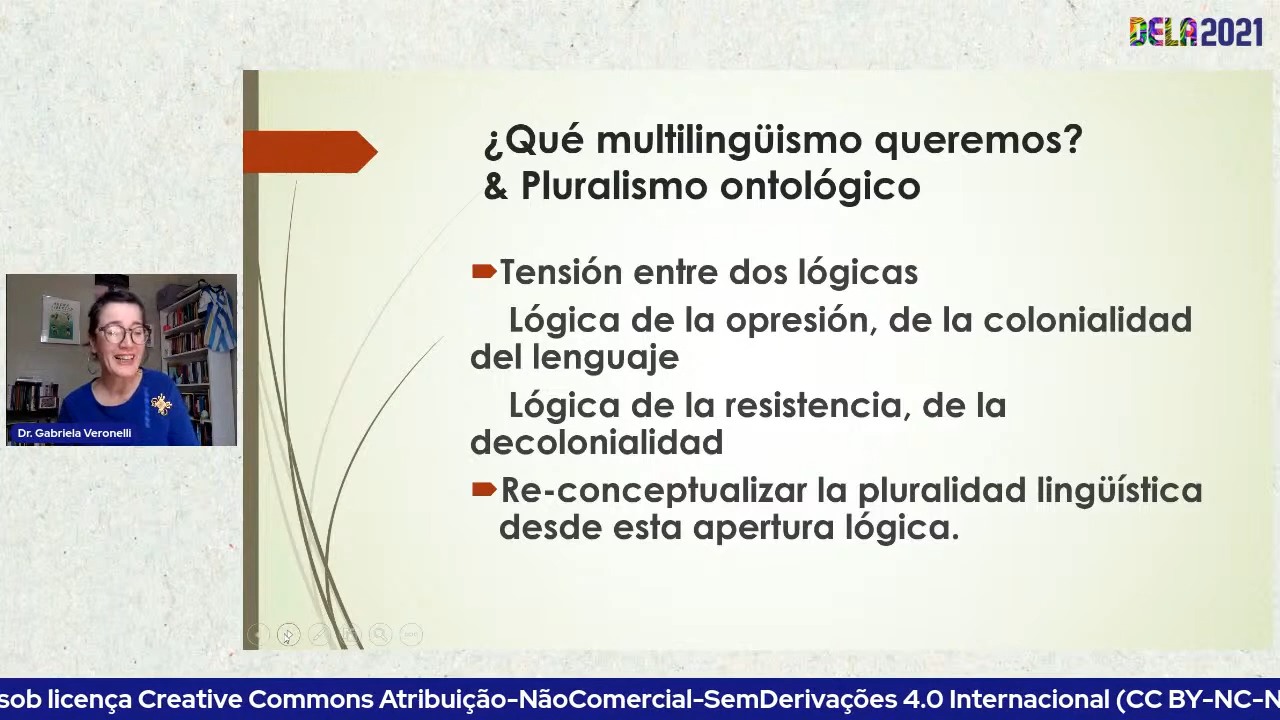 DELA 2021
¿Qué multilingüismo queremos?
& Pluralismo ontológico
Tensión entre dos lógicas
Lógica de la opresión, de la colonialidad
del lenguaje
Lógica de la resistencia, de la
decolonialidad
Re-conceptualizar la pluralidad lingüística
desde esta apertura lógica.
Dr. Gabriela Veronelli
sob licença Creative Commons Atribuição-NãoComercial-SemDerivações 4.0 Internacional (CC BY-NC-N